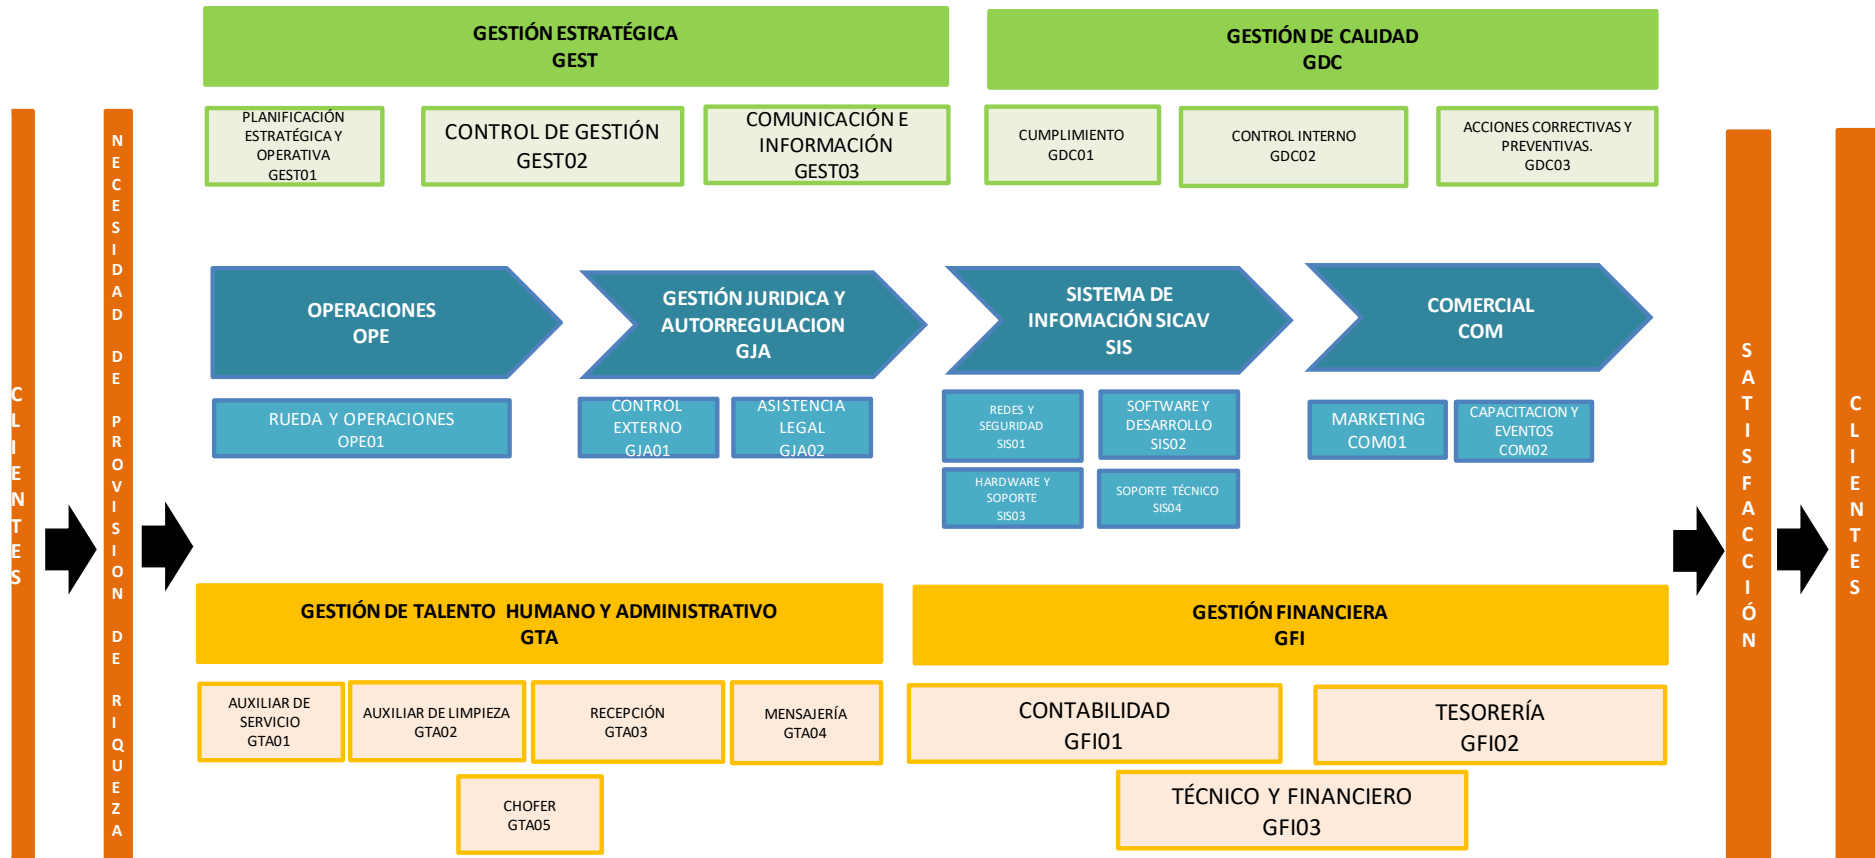 GESTIÓN ESTRATÉGICA
GEST
GESTIÓN DE CALIDAD
GDC
PLANIFICACIÓN
ESTRATÉGICA Y
OPERATIVA
GEST01
CONTROL DE GESTIÓN
GEST02
COMUNICACIÓN E
INFORMACIÓN
GEST03
CUMPLIMIENTO
GDC01
CONTROL INTERNO
GDC02
ACCIONES CORRECTIVAS Y
PREVENTIVAS.
GDC03
CLIENTES
NECESIDAD DE PROVISION DE RIQUEZA
OPERACIONES
OPE
GESTIÓN JURIDICA Y
AUTORREGULACION
GJA
SISTEMA DE
INFOMACIÓN SICAV
SIS
COMERCIAL
COM
RUEDA Y OPERACIONES
OPE01
CONTROL
EXTERNO
GJA01
ASISTENCIA
LEGAL
GJA02
REDES Y
SEGURIDAD
SIS01
SOFTWARE Y
DESARROLLO
SIS02
HARDWARE Y
SOPORTE
SIS03
SOPORTE TÉCNICO
SIS04
MARKETING
COM01
CAPACITACION Y
EVENTOS
COM02
GESTIÓN DE TALENTO HUMANO Y ADMINISTRATIVO
GTA
GESTIÓN FINANCIERA
GFI
AUXILIAR DE
SERVICIO
GTA01
AUXILIAR DE LIMPIEZA
GTA02
RECEPCIÓN
GTA03
MENSAJERÍA
GTA04
CHOFER
GTA05
CONTABILIDAD
GFI01
TESORERÍA
GFI02
TÉCNICO Y FINANCIERO
GFI03
SATISFACCIÓN
CLIENTES